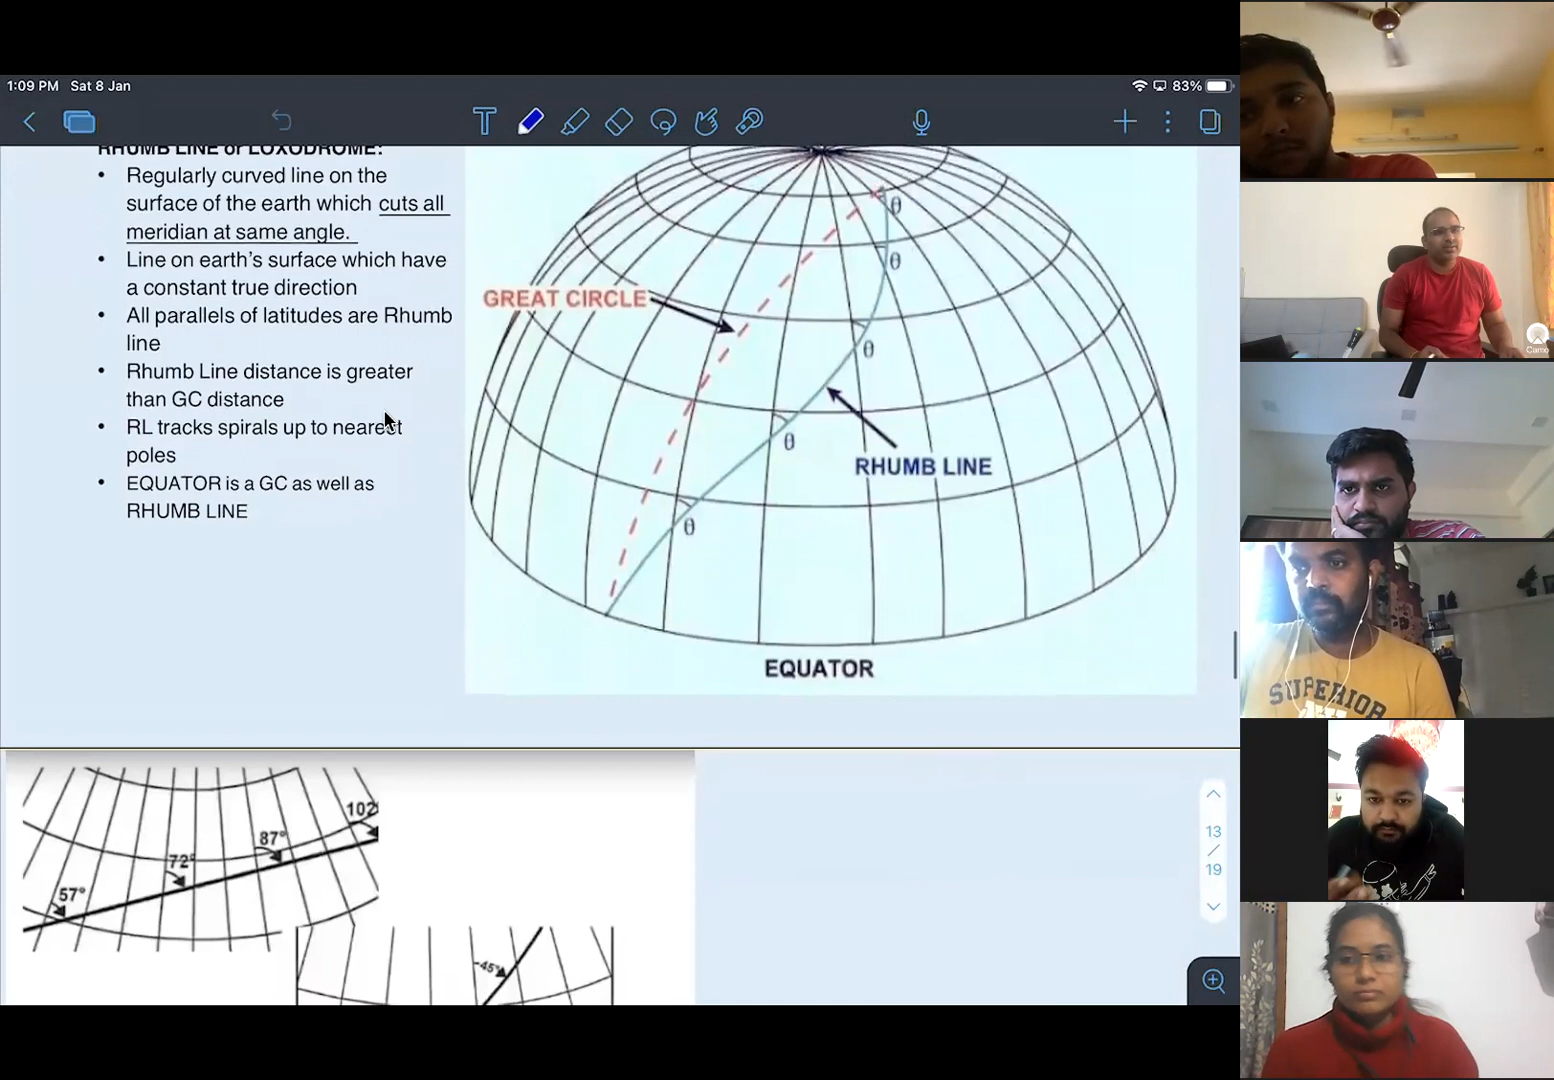 1:09 PM Sat 8 Jan
83%
RHUMB LINE or LOXODROME:
• Regularly curved line on the
surface of the earth which cuts all
meridian at same angle.
• Line on earth's surface which have
a constant true direction
• All parallels of latitudes are Rhumb
line
• Rhumb Line distance is greater
than GC distance
• RL tracks spirals up to nearest
poles
• EQUATOR is a GC as well as
RHUMB LINE
θ
θ
GREAT CIRCLE
θ
θ
RHUMB LINE
θ
EQUATOR
102
87°
72°
57°
45°
13
/
19
Camo
SUPERIOR